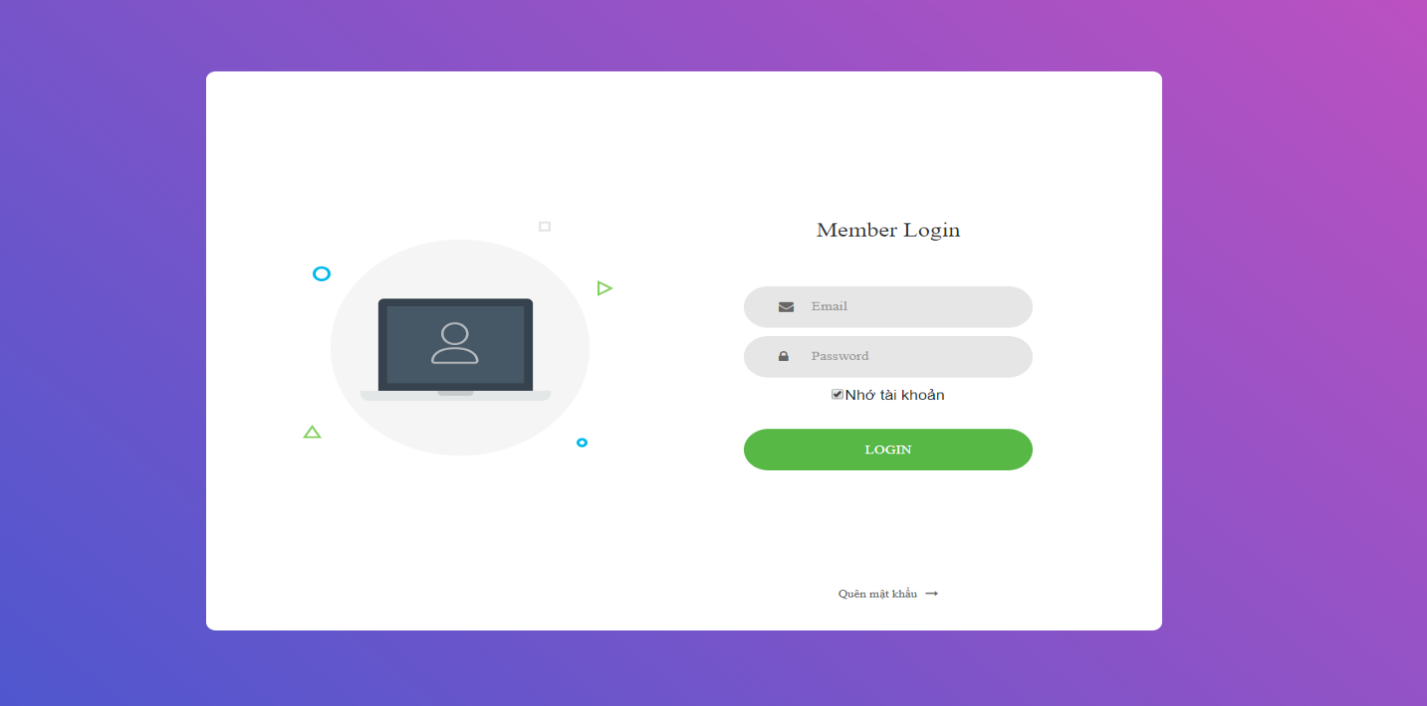 Member Login
Email
Password
Nhớ tài khoản
LOGIN
Quên mật khẩu →